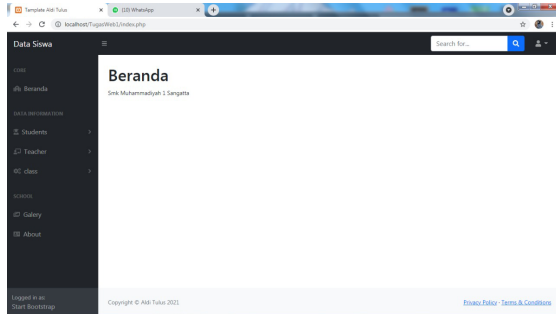 Template Aldi Tulus
(10) WhatsApp
localhost/TugasWeb1/index.php
Data Siswa
Search for...
CORE
Beranda
DATA INFORMATION
Students
Teacher
class
SCHOOL
Galery
About
Logged in as:
Start Bootstrap
Beranda
Smk Muhammadiyah 1 Sangatta
Copyright © Aldi Tulus 2021
Privacy Policy · Terms & Conditions